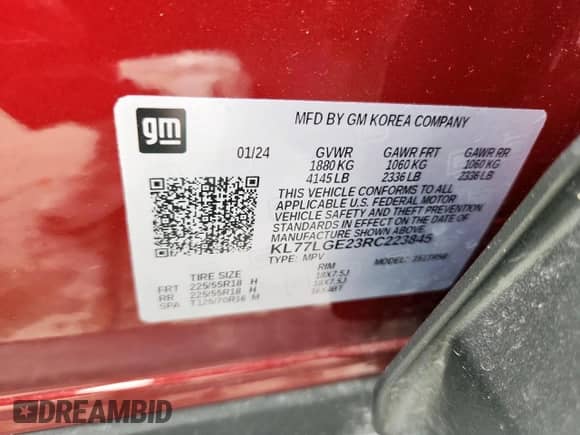 gm
MFD BY GM KOREA COMPANY
01/24 GVWR GAWR FRT GAWR RR
1880 KG 1060 KG 1060 KG
4145 LB 2336 LB 2336 LB
THIS VEHICLE CONFORMS TO ALL
APPLICABLE U.S. FEDERAL MOTOR
VEHICLE SAFETY AND THEFT PREVENTION
STANDARDS IN EFFECT ON THE DATE OF
MANUFACTURE SHOWN ABOVE.
KL77LGE23RC223845
TYPE: MPV MODEL:
TIRE SIZE RIM
FRT 225/55R18 H 18X7.5J
RR 225/55R18 H 18X7.5J
SPA T125/70R16 M 16X4BT
DREAMBID